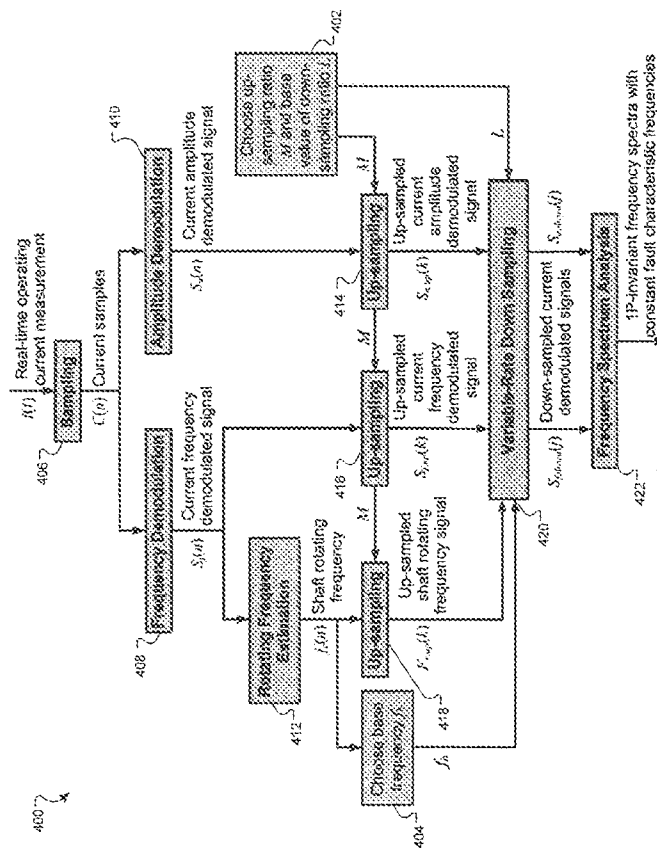 400
I(t)
Real-time operating
current measurement
406
Sampling
C(n)
Current samples
408
Frequency Demodulation
410
Amplitude Demodulation
S_f(n)
Current frequency
demodulated signal
S_a(n)
Current amplitude
demodulated signal
412
Rotating Frequency
Estimation
402
Choose up-
sampling ratio
M and base
value of down-
sampling ratio L
f_r(n)
Shaft rotating
frequency
404
Choose base
frequency f_b
418
Up-sampling
M
416
Up-sampling
M
414
Up-sampling
M
L
f_b
Up-sampled
shaft rotating
frequency signal
Up-sampled
current
frequency
demodulated
signal
Up-sampled
current
amplitude
demodulated
signal
420
Variable-Rate Down Sampling
Down-sampled current
demodulated signals
422
Frequency Spectrum Analysis
1P-invariant frequency spectra with
constant fault characteristic frequencies